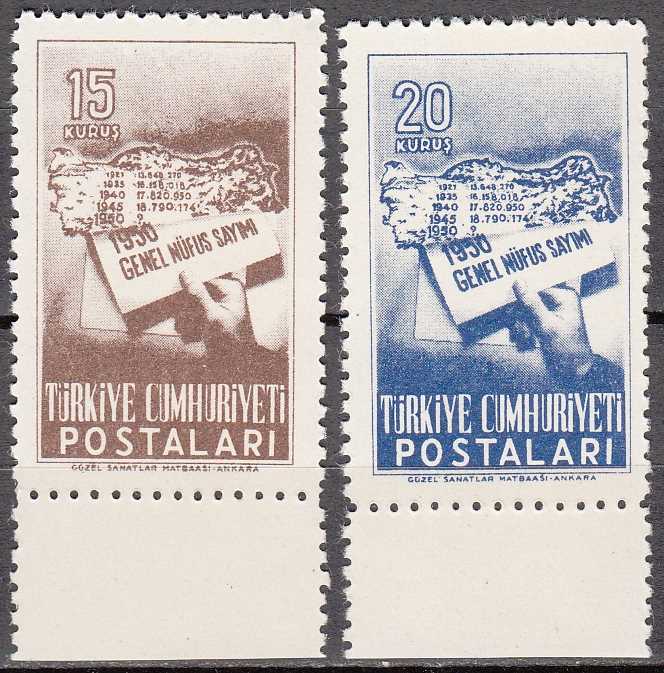 15
KURUŞ
1927 13.648.270
1935 16.158.018
1940 17.820.950
1945 18.790.174
1950
1950
GENEL NÜFUS SAYIMI
TÜRKİYE CUMHURİYETİ
POSTALARI
GÜZEL SANATLAR MATBAASI-ANKARA
20
KURUŞ
1927 13.648.270
1935 16.158.018
1940 17.820.950
1945 18.790.174
1950 ?
1950
GENEL NÜFUS SAYIMI
TÜRKİYE CUMHURİYETİ
POSTALARI
GÜZEL SANATLAR MATBAASI-ANKARA